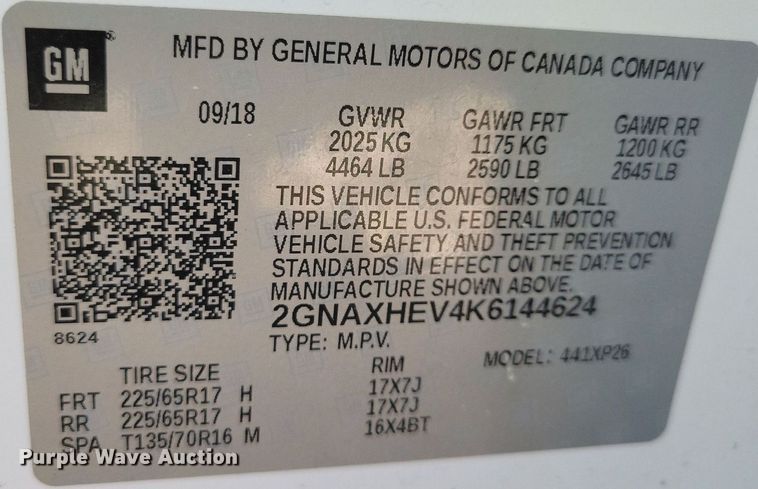 GM
MFD BY GENERAL MOTORS OF CANADA COMPANY
09/18 GVWR GAWR FRT GAWR RR
2025 KG 1175 KG 1200 KG
4464 LB 2590 LB 2645 LB
THIS VEHICLE CONFORMS TO ALL
APPLICABLE U.S. FEDERAL MOTOR
VEHICLE SAFETY AND THEFT PREVENTION
STANDARDS IN EFFECT ON THE DATE OF
MANUFACTURE SHOWN ABOVE.
2GNAXHEV4K6144624
8624
TYPE: M.P.V. MODEL: 441XP26
TIRE SIZE RIM
FRT 225/65R17 H 17X7J
RR 225/65R17 H 17X7J
SPA T135/70R16 M 16X4BT
Purple Wave Auction